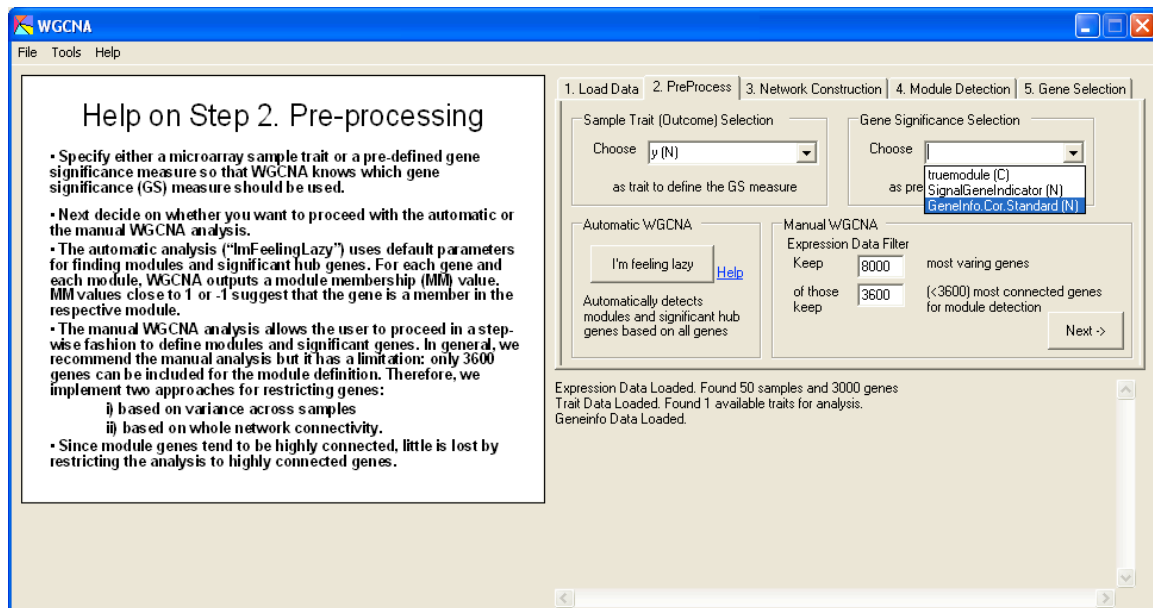 WGCNA
File Tools Help
Help on Step 2. Pre-processing
▪ Specify either a microarray sample trait or a pre-defined gene
significance measure so that WGCNA knows which gene
significance (GS) measure should be used.
▪ Next decide on whether you want to proceed with the automatic or
the manual WGCNA analysis.
▪ The automatic analysis (“ImFeelingLazy”) uses default parameters
for finding modules and significant hub genes. For each gene and
each module, WGCNA outputs a module membership (MM) value.
MM values close to 1 or -1 suggest that the gene is a member in the
respective module.
▪ The manual WGCNA analysis allows the user to proceed in a step-
wise fashion to define modules and significant genes. In general, we
recommend the manual analysis but it has a limitation: only 3600
genes can be included for the module definition. Therefore, we
implement two approaches for restricting genes:
i) based on variance across samples
ii) based on whole network connectivity.
▪ Since module genes tend to be highly connected, little is lost by
restricting the analysis to highly connected genes.
1. Load Data 2. PreProcess 3. Network Construction 4. Module Detection 5. Gene Selection
Sample Trait (Outcome) Selection
Choose y (N)
as trait to define the GS measure
Gene Significance Selection
Choose
truemodule (C)
SignalGeneIndicator (N)
GeneInfo.Cor.Standard (N)
as pre
Automatic WGCNA
I'm feeling lazy Help
Automatically detects
modules and significant hub
genes based on all genes
Manual WGCNA
Expression Data Filter
Keep 8000 most varing genes
of those
keep 3600 (<3600) most connected genes
for module detection
Next ->
Expression Data Loaded. Found 50 samples and 3000 genes
Trait Data Loaded. Found 1 available traits for analysis.
Geneinfo Data Loaded.